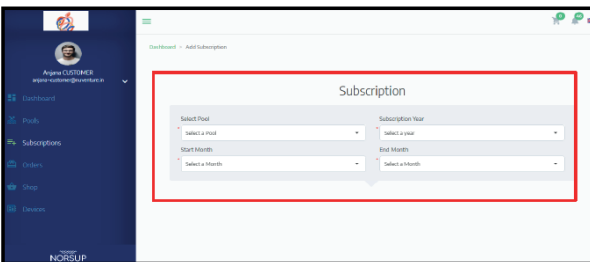 Anjana CUSTOMER
anjana-customer@nuventure.in
Dashboard
Pools
Subscriptions
Orders
Shop
Devices
NORSUP
Dashboard - Add Subscription
Subscription
Select Pool
* Select a Pool
Subscription Year
* Select a year
Start Month
* Select a Month
End Month
* Select a Month